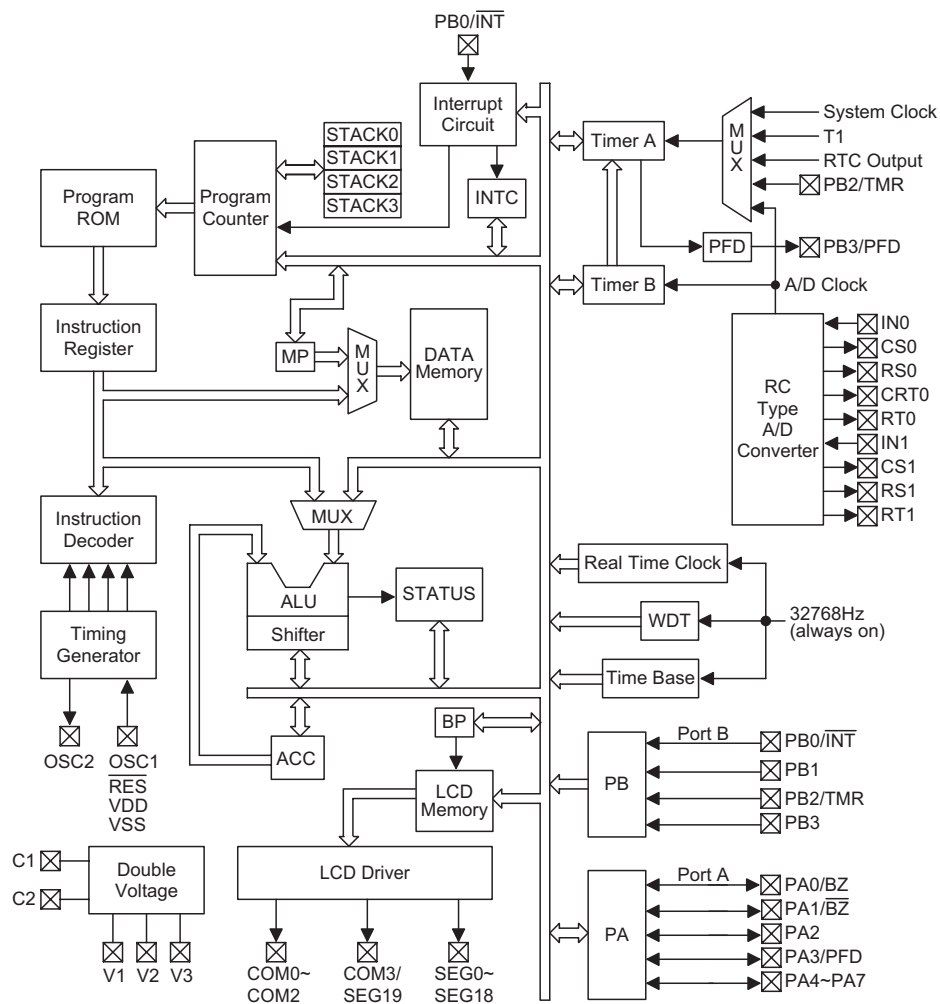 PB0/INT
Interrupt
Circuit
STACK0
STACK1
STACK2
STACK3
Program
ROM
Program
Counter
INTC
Timer A
MUX
System Clock
T1
RTC Output
PB2/TMR
PFD
PB3/PFD
Timer B
A/D Clock
Instruction
Register
MP
MUX
DATA
Memory
RC
Type
A/D
Converter
IN0
CS0
RS0
CRT0
RT0
IN1
CS1
RS1
RT1
Instruction
Decoder
MUX
ALU
Shifter
STATUS
Timing
Generator
OSC2
OSC1
RES
VDD
VSS
ACC
BP
LCD
Memory
Real Time Clock
WDT
Time Base
32768Hz
(always on)
PB
Port B
PB0/INT
PB1
PB2/TMR
PB3
C1
C2
Double
Voltage
V1
V2
V3
LCD Driver
COM0~
COM2
COM3/
SEG19
SEG0~
SEG18
PA
Port A
PA0/BZ
PA1/BZ
PA2
PA3/PFD
PA4~PA7